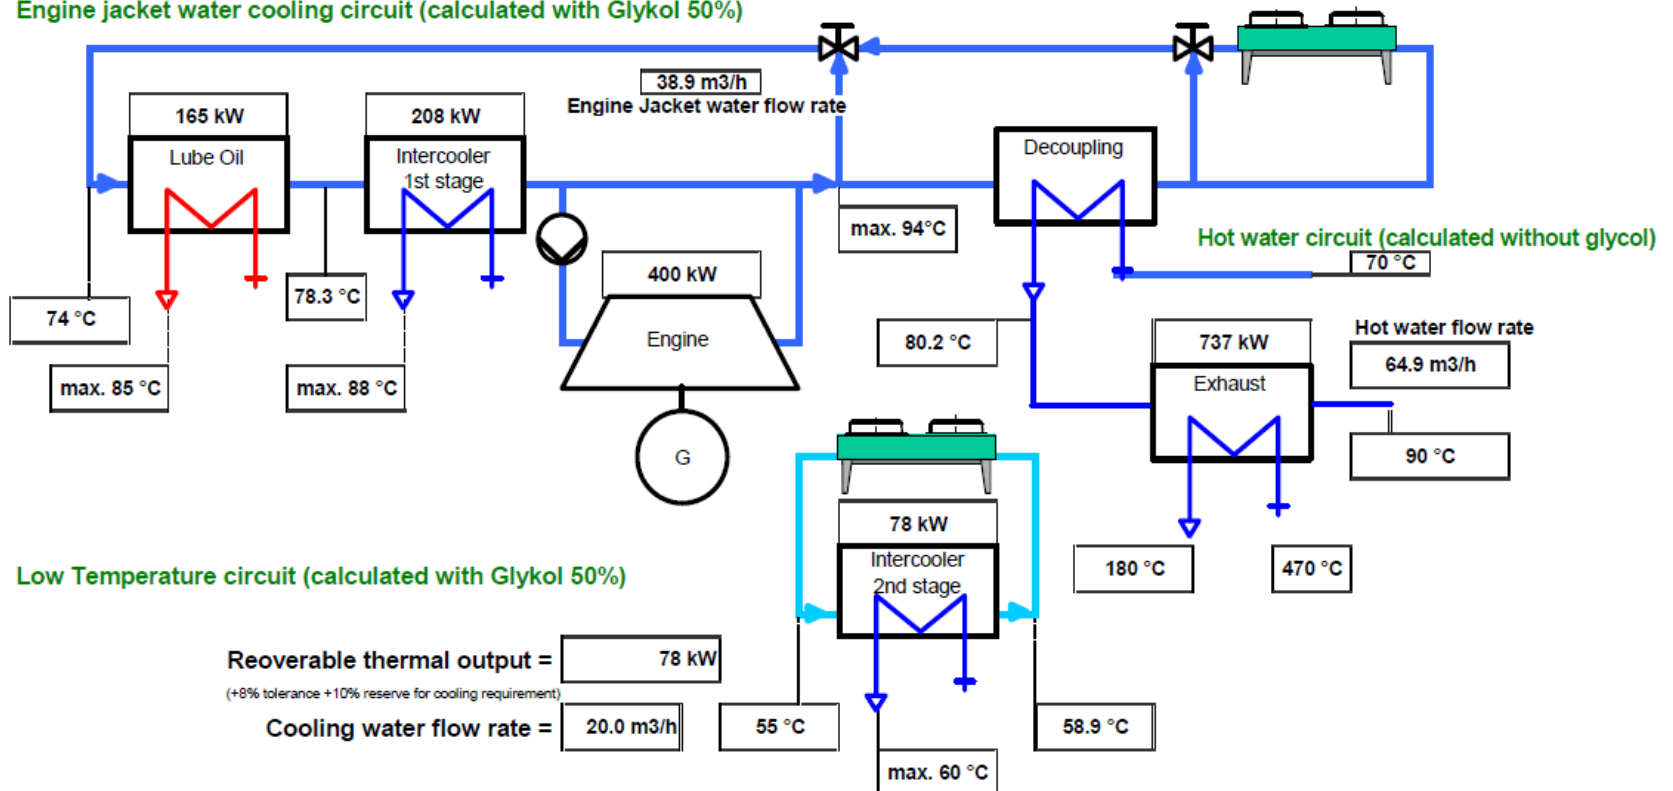 Engine jacket water cooling circuit (calculated with Glykol 50%)
38.9 m3/h
Engine Jacket water flow rate
165 kW
208 kW
Lube Oil
Intercooler
1st stage
Decoupling
max. 94°C
Hot water circuit (calculated without glycol)
70 °C
400 kW
78.3 °C
74 °C
Engine
80.2 °C
737 kW
Hot water flow rate
64.9 m3/h
max. 85 °C
max. 88 °C
Exhaust
G
90 °C
78 kW
Intercooler
2nd stage
180 °C
470 °C
Low Temperature circuit (calculated with Glykol 50%)
Reoverable thermal output =
78 kW
(+8% tolerance +10% reserve for cooling requirement)
Cooling water flow rate =
20.0 m3/h
55 °C
58.9 °C
max. 60 °C